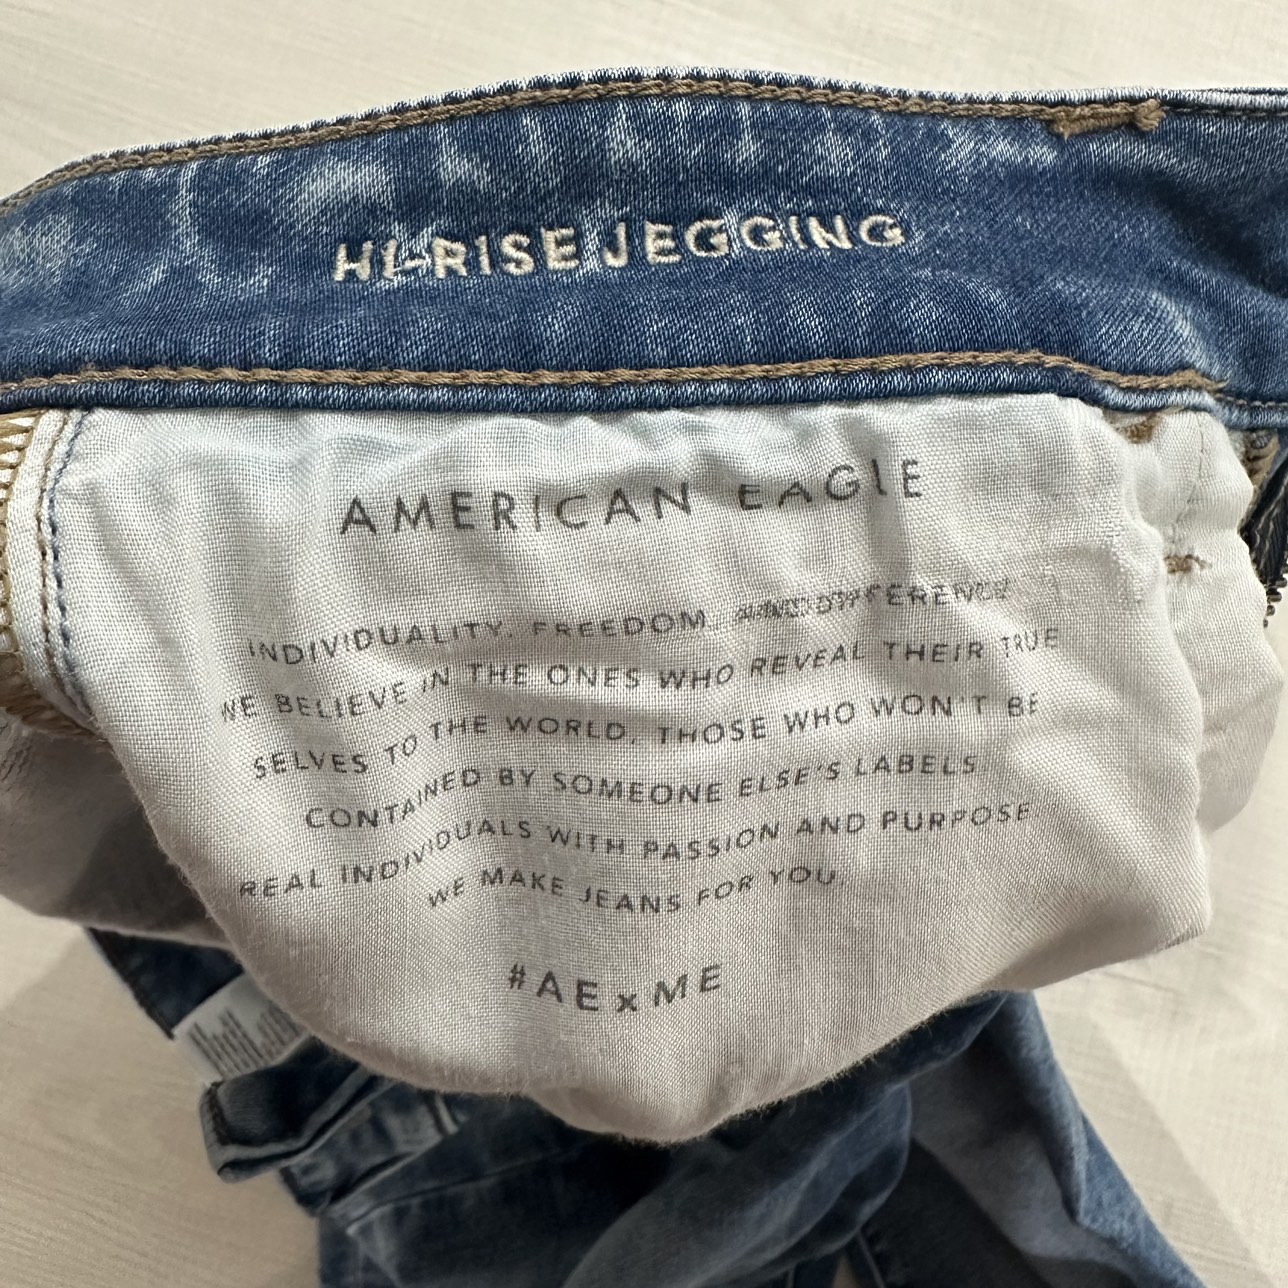 HI-RISE JEGGING
AMERICAN EAGLE
INDIVIDUALITY. FREEDOM. AND DIFFERENCE
WE BELIEVE IN THE ONES WHO REVEAL THEIR TRUE
SELVES TO THE WORLD. THOSE WHO WON'T BE
CONTAINED BY SOMEONE ELSE'S LABELS
REAL INDIVIDUALS WITH PASSION AND PURPOSE
WE MAKE JEANS FOR YOU.
#AExME